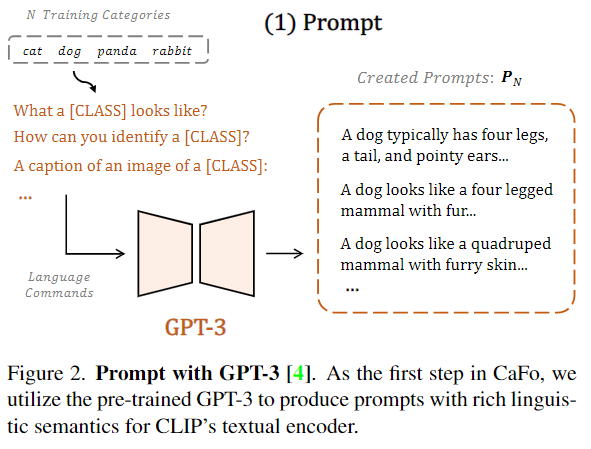 N Training Categories
(1) Prompt
cat dog panda rabbit
Created Prompts: P_N
What a [CLASS] looks like?
How can you identify a [CLASS]?
A caption of an image of a [CLASS]:
...
Language
Commands
GPT-3
A dog typically has four legs,
a tail, and pointy ears...
A dog looks like a four legged
mammal with fur...
A dog looks like a quadruped
mammal with furry skin...
...
Figure 2. Prompt with GPT-3 [4]. As the first step in CaFo, we
utilize the pre-trained GPT-3 to produce prompts with rich linguis-
tic semantics for CLIP's textual encoder.